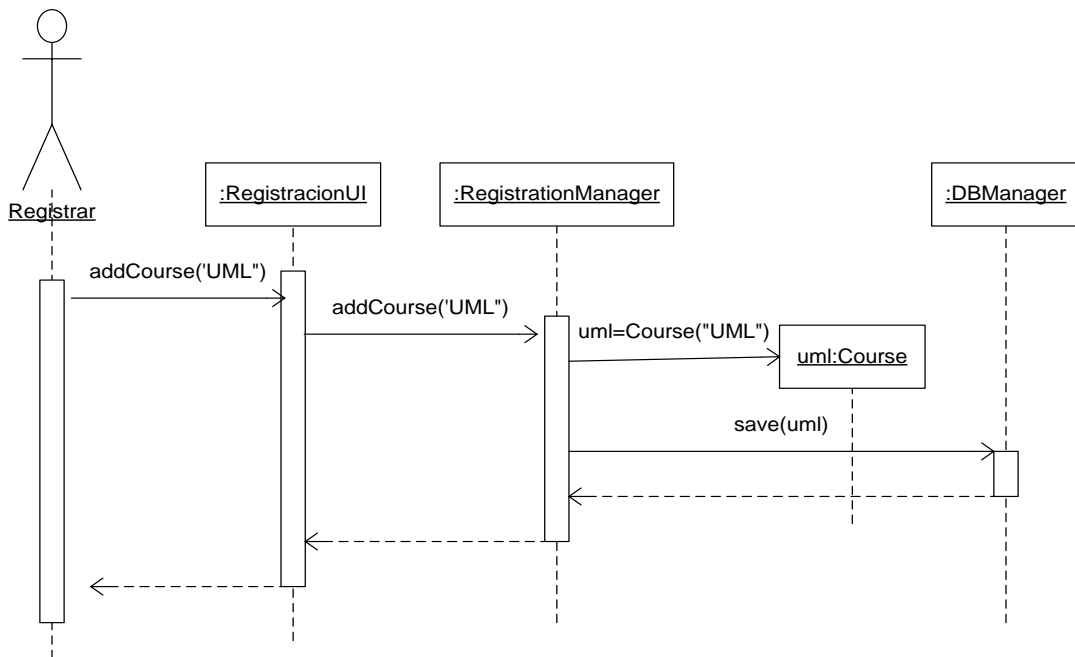 :RegistracionUI
:RegistrationManager
:DBManager
Registrar
addCourse('UML")
addCourse('UML")
uml=Course("UML")
uml:Course
save(uml)